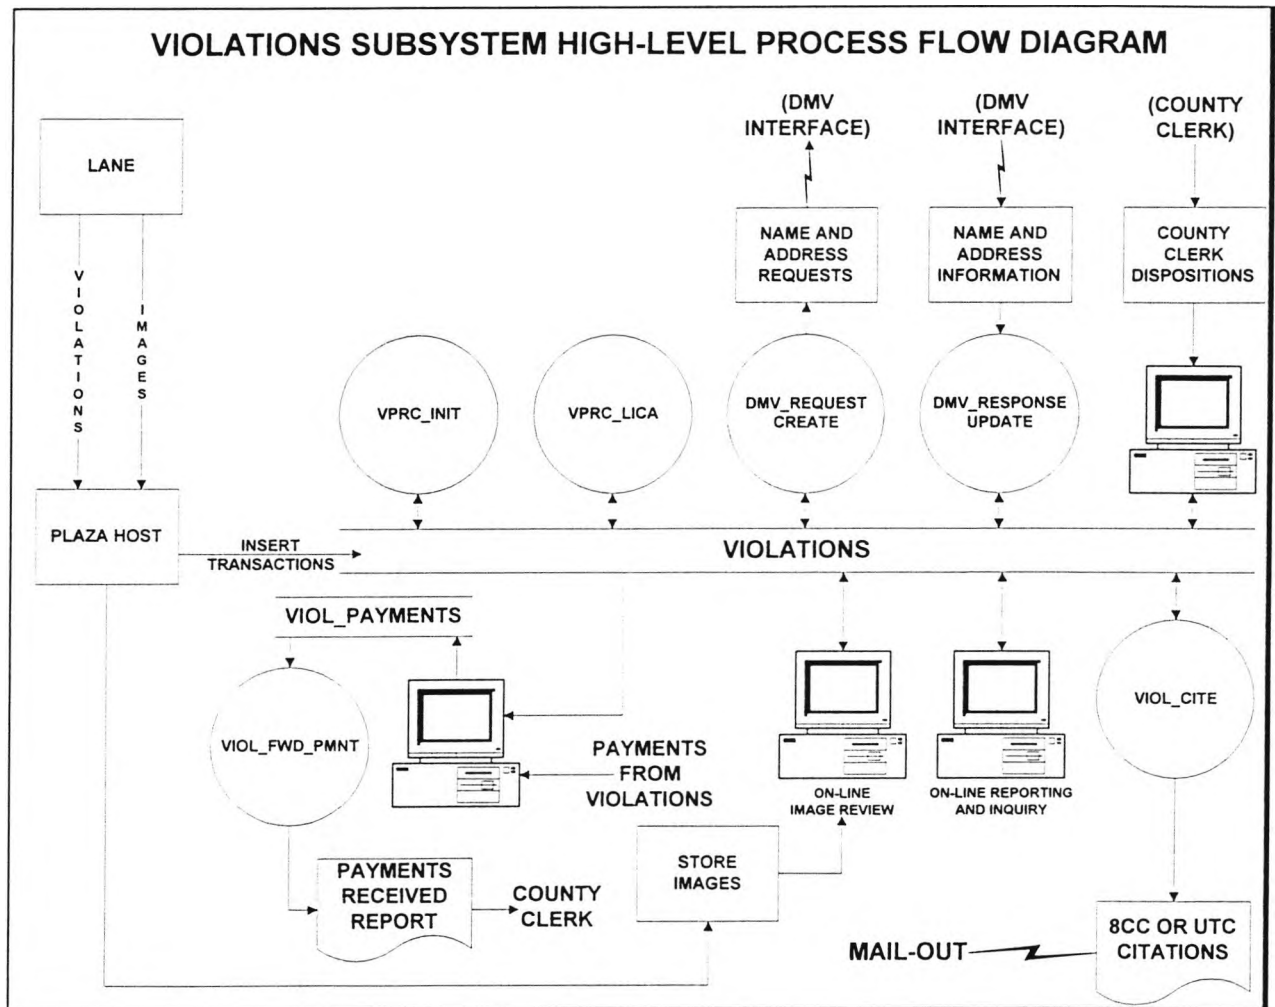 VIOLATIONS SUBSYSTEM HIGH-LEVEL PROCESS FLOW DIAGRAM
(DMV
INTERFACE)
(DMV
INTERFACE)
(COUNTY
CLERK)
LANE
NAME AND
ADDRESS
REQUESTS
NAME AND
ADDRESS
INFORMATION
COUNTY
CLERK
DISPOSITIONS
VIOLATIONS
IMAGES
VPRC_INIT
VPRC_LICA
DMV_REQUEST
CREATE
DMV_RESPONSE
UPDATE
PLAZA HOST
INSERT
TRANSACTIONS
VIOLATIONS
VIOL_PAYMENTS
VIOL_FWD_PMNT
PAYMENTS
FROM
VIOLATIONS
ON-LINE
IMAGE REVIEW
ON-LINE REPORTING
AND INQUIRY
VIOL_CITE
PAYMENTS
RECEIVED
REPORT
COUNTY
CLERK
STORE
IMAGES
MAIL-OUT
8CC OR UTC
CITATIONS